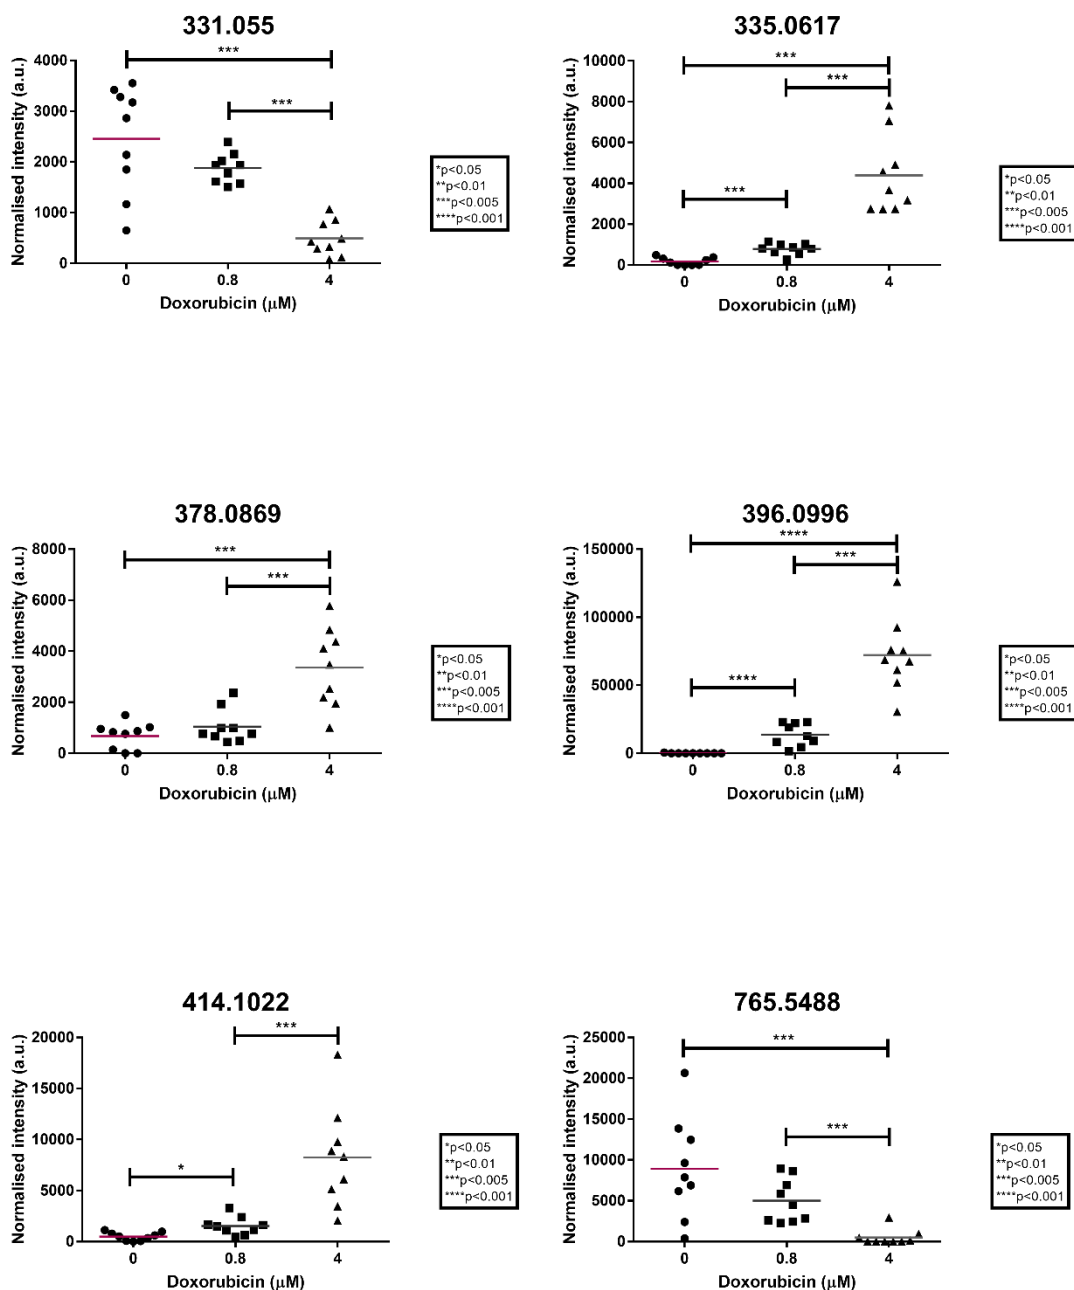 331.055
Normalised intensity (a.u.)
4000
3000
2000
1000
0
***
***
0
0.8
4
Doxorubicin (μM)
*p<0.05
**p<0.01
***p<0.005
****p<0.001
335.0617
Normalised intensity (a.u.)
10000
8000
6000
4000
2000
0
***
***
***
0
0.8
4
Doxorubicin (μM)
*p<0.05
**p<0.01
***p<0.005
****p<0.001
378.0869
Normalised intensity (a.u.)
8000
6000
4000
2000
0
***
***
0
0.8
4
Doxorubicin (μM)
*p<0.05
**p<0.01
***p<0.005
****p<0.001
396.0996
Normalised intensity (a.u.)
150000
100000
50000
0
****
***
****
0
0.8
4
Doxorubicin (μM)
*p<0.05
**p<0.01
***p<0.005
****p<0.001
414.1022
Normalised intensity (a.u.)
20000
15000
10000
5000
0
***
*
0
0.8
4
Doxorubicin (μM)
*p<0.05
**p<0.01
***p<0.005
****p<0.001
765.5488
Normalised intensity (a.u.)
25000
20000
15000
10000
5000
0
***
***
0
0.8
4
Doxorubicin (μM)
*p<0.05
**p<0.01
***p<0.005
****p<0.001